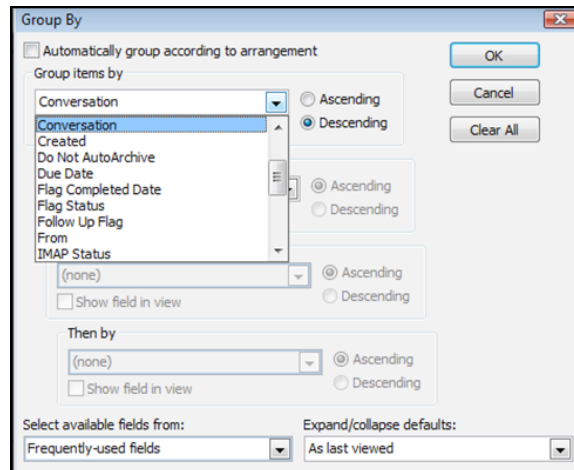 Group By
Automatically group according to arrangement
OK
Group items by
Conversation
Ascending
Cancel
Conversation
Descending
Clear All
Created
Do Not AutoArchive
Due Date
Flag Completed Date
Ascending
Flag Status
Descending
Follow Up Flag
From
IMAP Status
(none)
Ascending
Show field in view
Descending
Then by
(none)
Ascending
Show field in view
Descending
Select available fields from:
Expand/collapse defaults:
Frequently-used fields
As last viewed